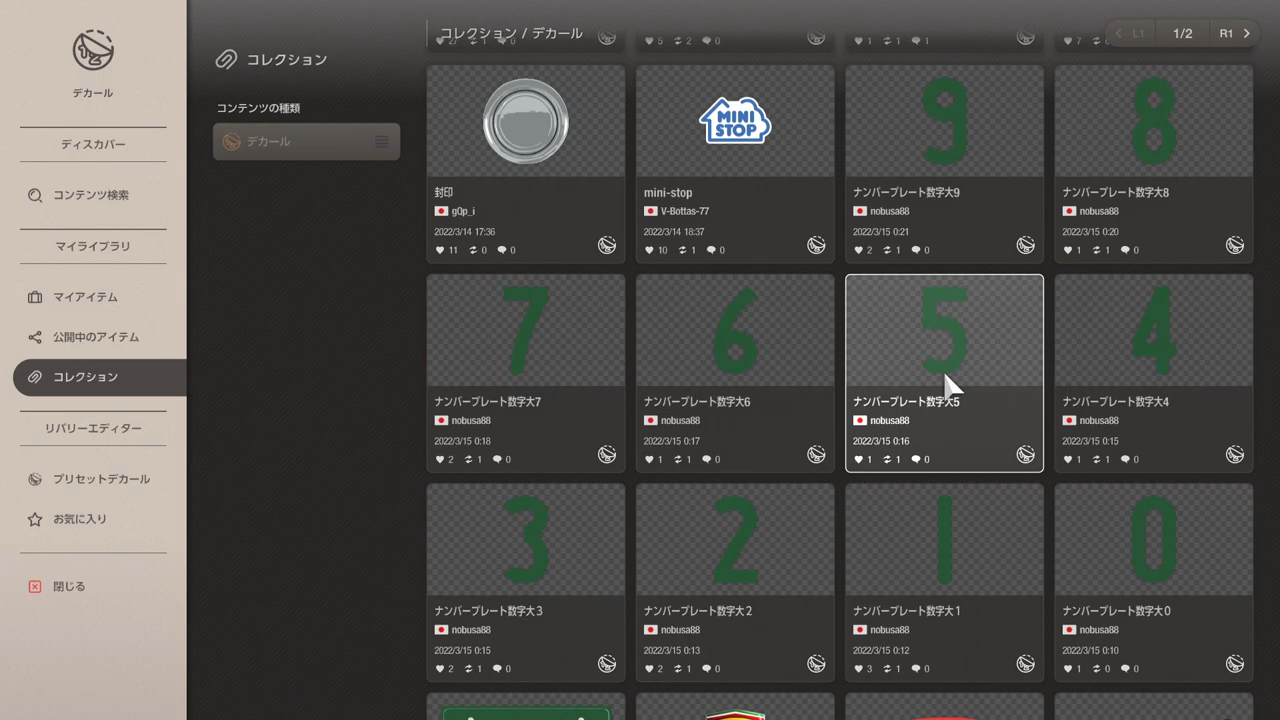 デカール
ディスカバー
コンテンツ検索
マイライブラリ
マイアイテム
公開中のアイテム
コレクション
リバリーエディター
プリセットデカール
お気に入り
閉じる
コレクション
コンテンツの種類
デカール
コレクション / デカール
L1 1/2 R1
5 2 0
1 1 1
7
MINI
STOP
9
8
封印
g0p_i
2022/3/14 17:36
11 0 0
mini-stop
V-Bottas-77
2022/3/14 18:37
10 1 0
ナンバープレート数字大9
nobusa88
2022/3/15 0:21
2 1 0
ナンバープレート数字大8
nobusa88
2022/3/15 0:20
1 1 0
7
6
5
4
ナンバープレート数字大7
nobusa88
2022/3/15 0:18
2 1 0
ナンバープレート数字大6
nobusa88
2022/3/15 0:17
1 1 0
ナンバープレート数字大5
nobusa88
2022/3/15 0:16
1 1 0
ナンバープレート数字大4
nobusa88
2022/3/15 0:15
1 1 0
3
2
1
0
ナンバープレート数字大３
nobusa88
2022/3/15 0:15
2 1 0
ナンバープレート数字大２
nobusa88
2022/3/15 0:13
2 1 0
ナンバープレート数字大１
nobusa88
2022/3/15 0:12
3 1 0
ナンバープレート数字大０
nobusa88
2022/3/15 0:10
1 0 0